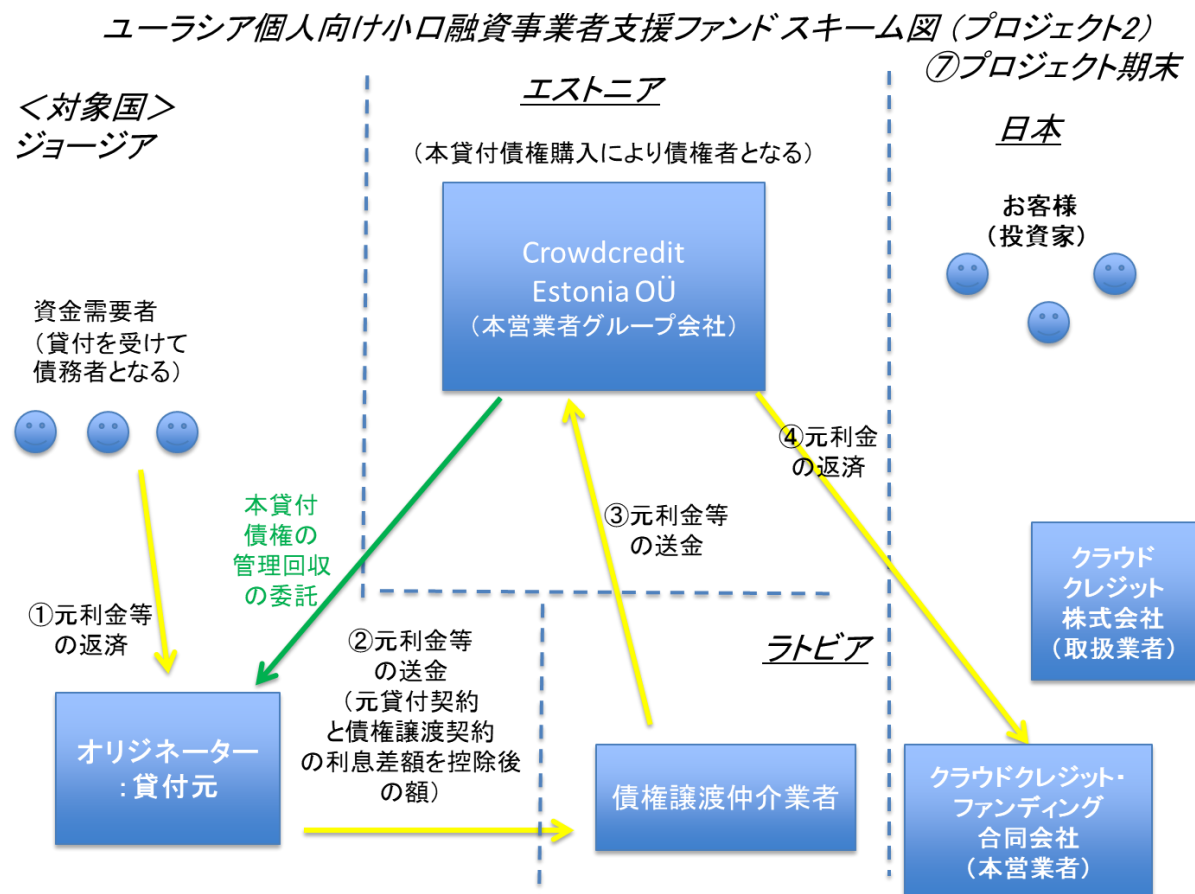 ユーラシア個人向け小口融資事業者支援ファンド スキーム図 (プロジェクト2)
⑦プロジェクト期末
＜対象国＞
ジョージア
エストニア
日本
（本貸付債権購入により債権者となる）
Crowdcredit
Estonia OÜ
（本営業者グループ会社）
お客様
（投資家）
資金需要者
（貸付を受けて
債務者となる）
④元利金
の返済
本貸付
債権の
管理回収
の委託
③元利金等
の送金
クラウド
クレジット
株式会社
（取扱業者）
①元利金等
の返済
②元利金等
の送金
（元貸付契約
と債権譲渡契約
の利息差額を控除後
の額）
ラトビア
オリジネーター
：貸付元
債権譲渡仲介業者
クラウドクレジット・
ファンディング
合同会社
（本営業者）